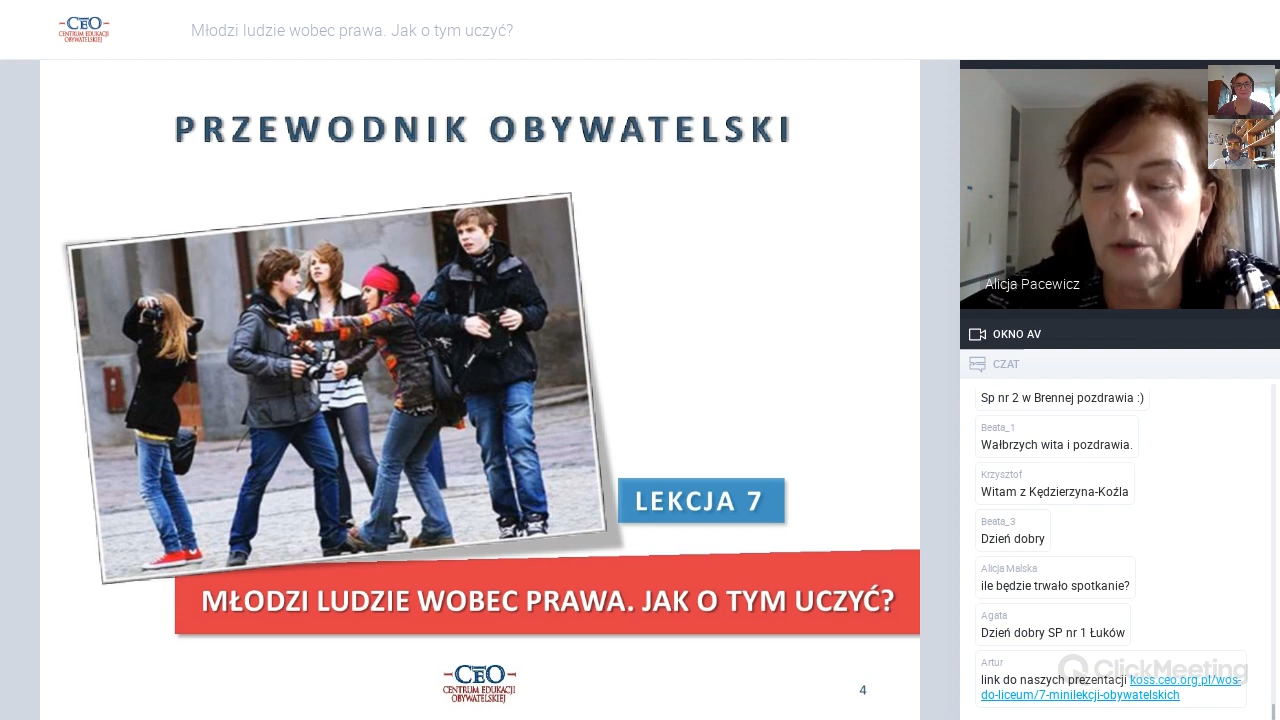 CEO
CENTRUM EDUKACJI
OBYWATELSKIEJ
Młodzi ludzie wobec prawa. Jak o tym uczyć?
PRZEWODNIK OBYWATELSKI
LEKCJA 7
MŁODZI LUDZIE WOBEC PRAWA. JAK O TYM UCZYĆ?
CEO
CENTRUM EDUKACJI
OBYWATELSKIEJ
4
Alicja Pacewicz
OKNO AV
CZAT
Sp nr 2 w Brennej pozdrawia :)
Beata_1
Wałbrzych wita i pozdrawia.
Krzysztof
Witam z Kędzierzyna-Koźla
Beata_3
Dzień dobry
Alicja Malska
ile będzie trwało spotkanie?
Agata
Dzień dobry SP nr 1 Łuków
Artur
link do naszych prezentacji koss.ceo.org.pl/wos-
do-liceum/7-minilekcji-obywatelskich
ClickMeeting